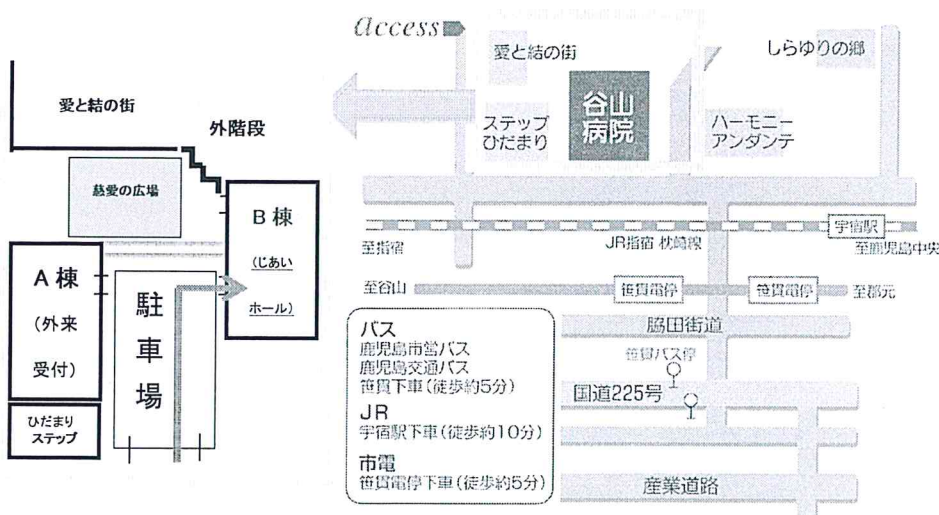 愛と結の街
外階段
慈愛の広場
B棟
(じあい
ホール)
A棟
(外来
受付)
駐車場
ひだまり
ステップ
access
愛と結の街
しらゆりの郷
谷山
病院
ステップ
ひだまり
ハーモニー
アンダンテ
宇宿駅
至指宿
JR指宿 枕崎線
至鹿児島中央
至谷山
笹貫電停
笹貫電停
至郡元
脇田街道
笹貫バス停
国道225号
産業道路
バス
鹿児島市営バス
鹿児島交通バス
笹貫下車(徒歩約5分)
JR
宇宿駅下車(徒歩約10分)
市電
笹貫電停下車(徒歩約5分)